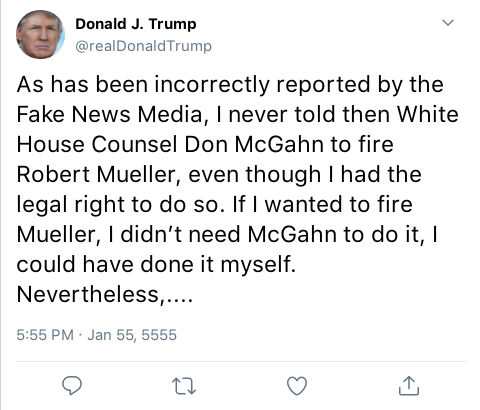 Donald J. Trump
@realDonaldTrump
As has been incorrectly reported by the
Fake News Media, I never told then White
House Counsel Don McGahn to fire
Robert Mueller, even though I had the
legal right to do so. If I wanted to fire
Mueller, I didn’t need McGahn to do it, I
could have done it myself.
Nevertheless,....
5:55 PM · Jan 55, 5555